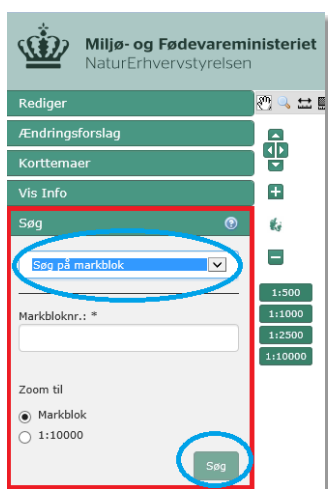 Miljø- og Fødevareministeriet
NaturErhvervstyrelsen
Rediger
Ændringsforslag
Korttemaer
Vis Info
Søg
Søg på markblok
Markbloknr.: *
Zoom til
Markblok
1:10000
Søg
1:500
1:1000
1:2500
1:10000